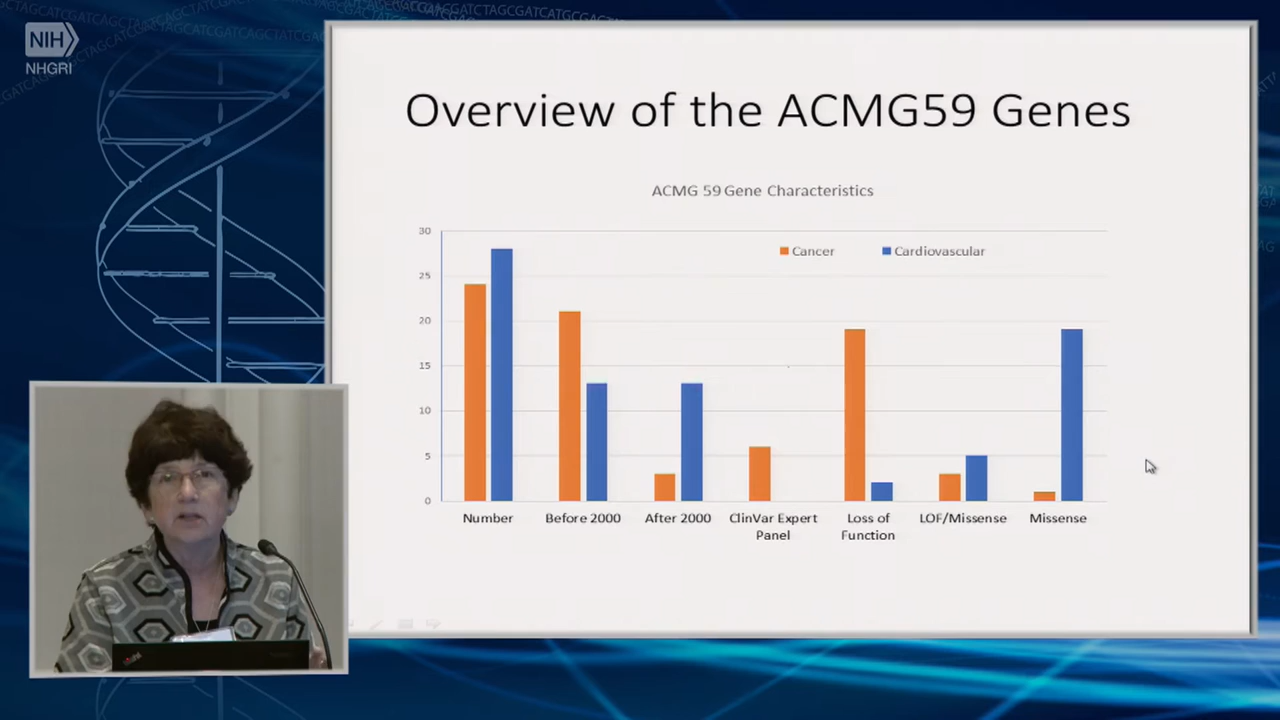 NIH
NHGRI
Overview of the ACMG59 Genes
ACMG 59 Gene Characteristics
Cancer
Cardiovascular
30
25
20
15
10
5
0
Number
Before 2000
After 2000
ClinVar Expert
Panel
Loss of
Function
LOF/Missense
Missense